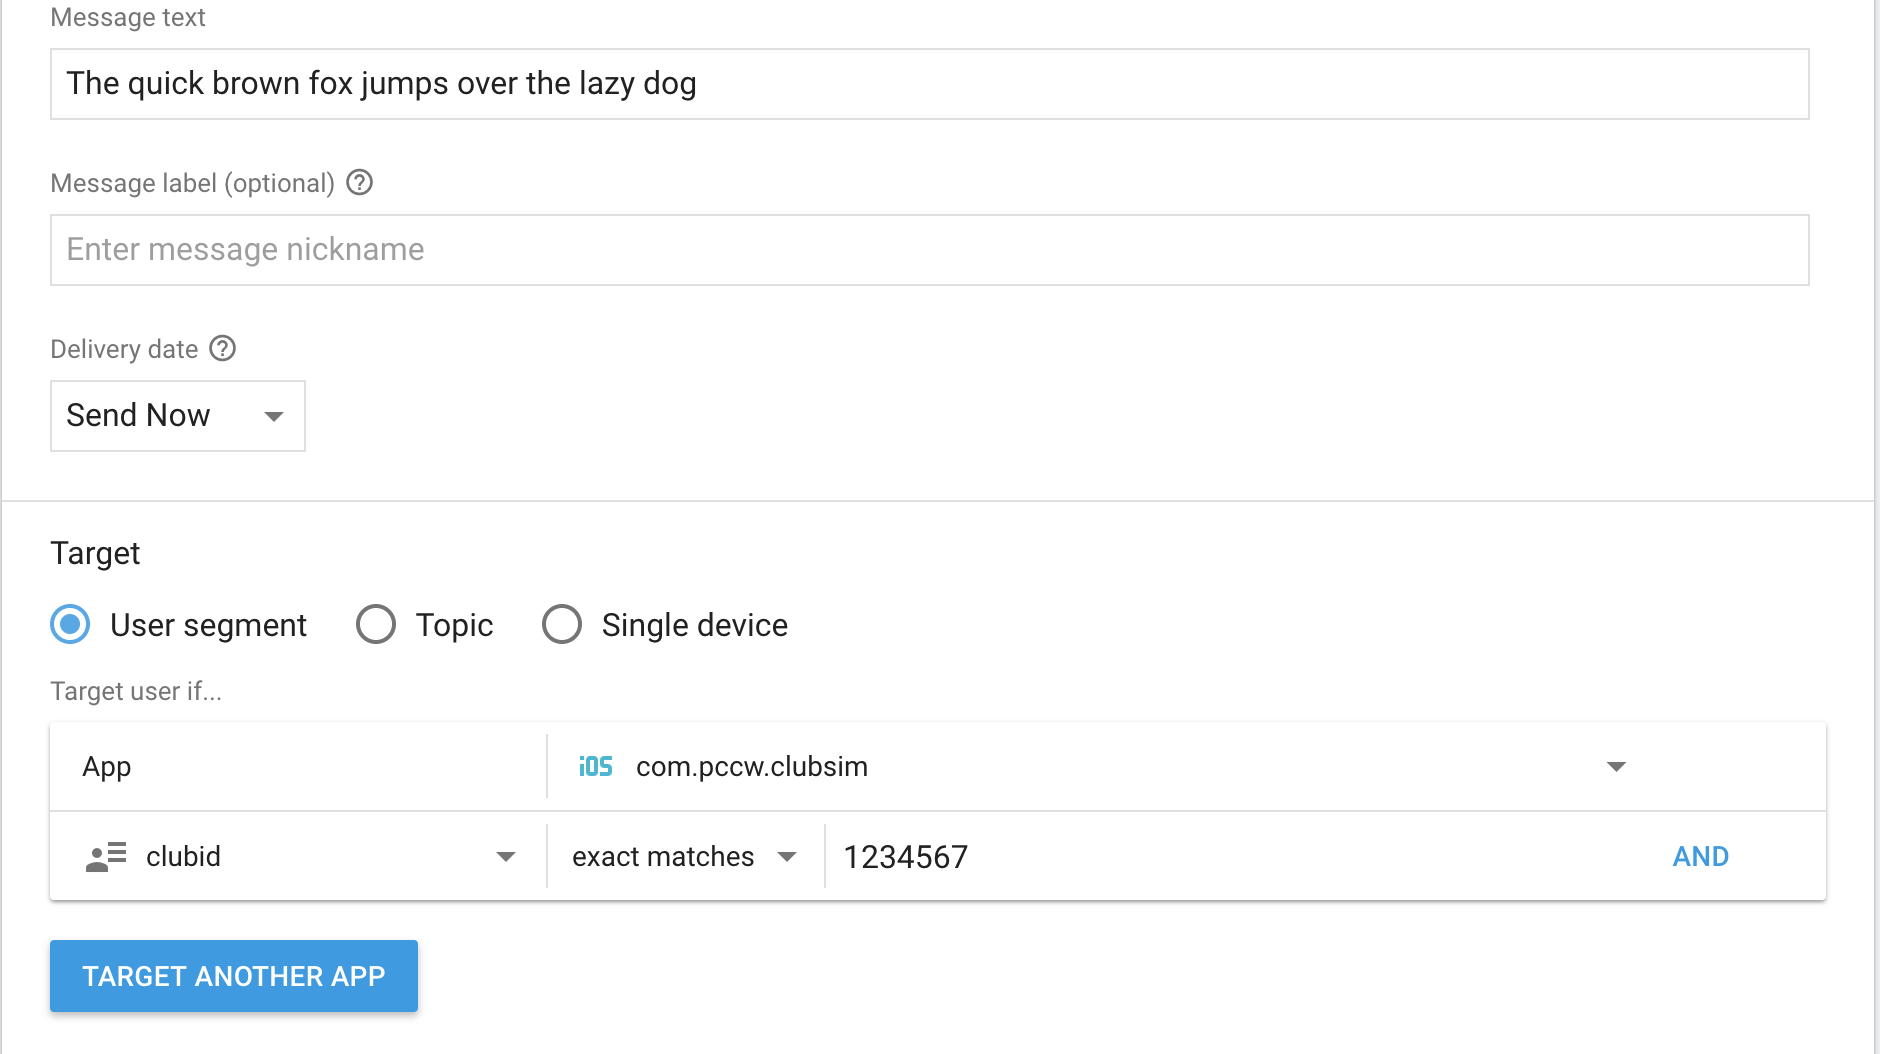 Message text
The quick brown fox jumps over the lazy dog
Message label (optional) ?
Enter message nickname
Delivery date ?
Send Now
Target
User segment Topic Single device
Target user if...
App iOS com.pccw.clubsim
clubid exact matches 1234567 AND
TARGET ANOTHER APP